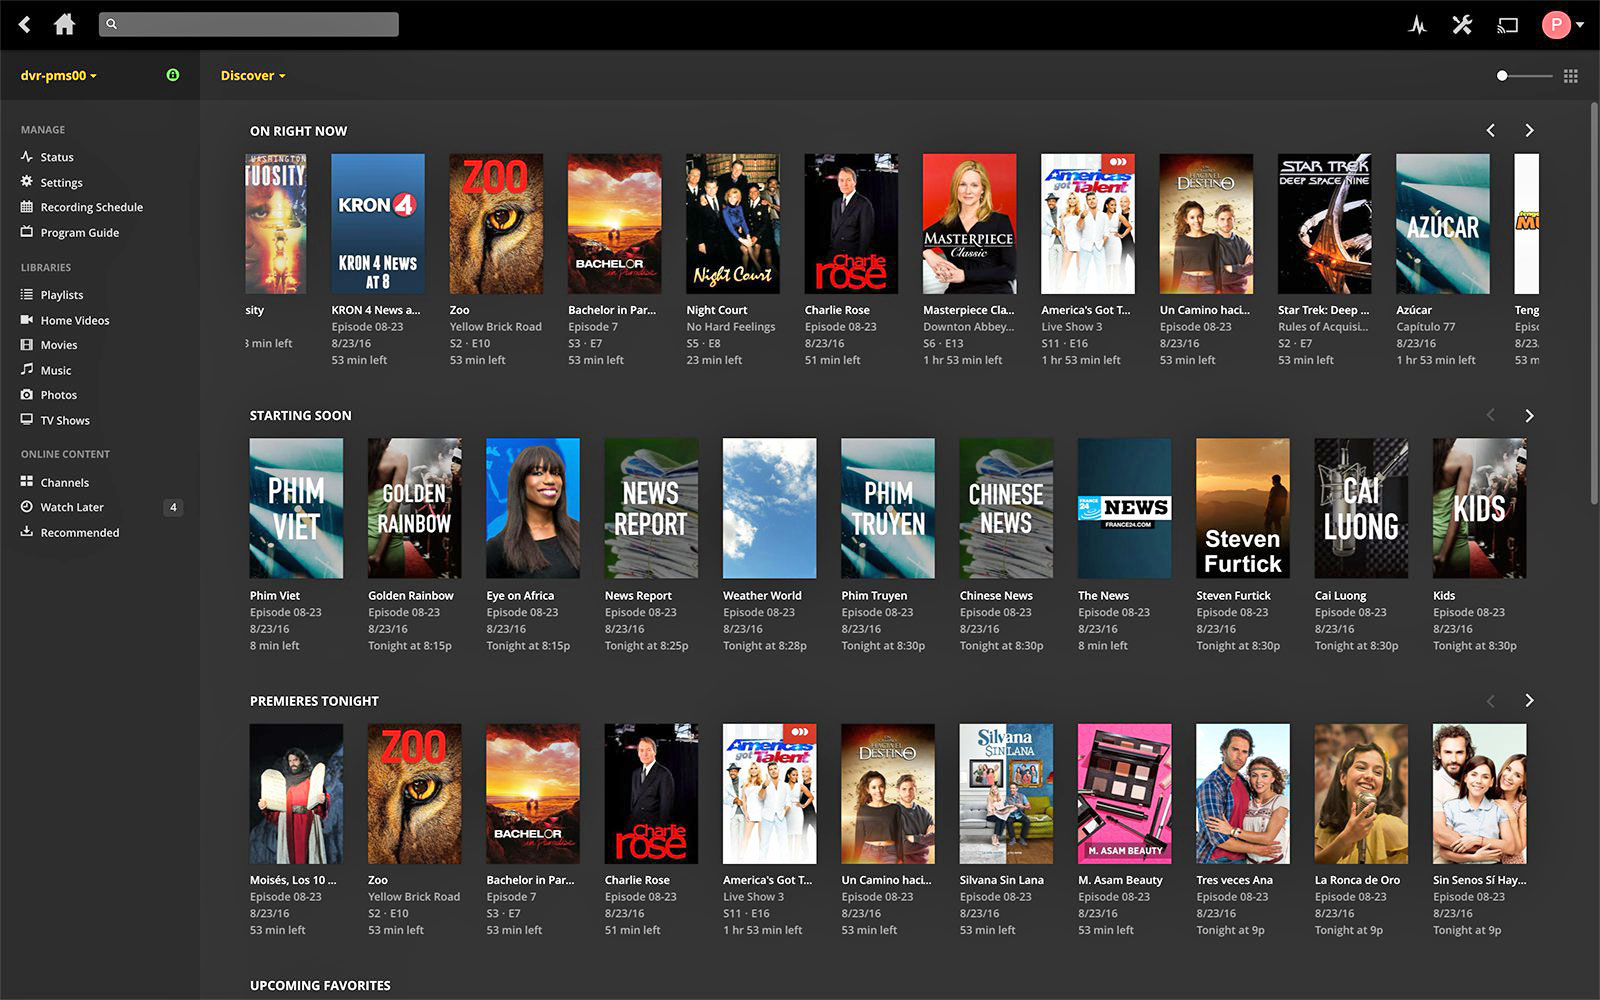 P
dvr-pms00
Discover
MANAGE
Status
Settings
Recording Schedule
Program Guide
LIBRARIES
Playlists
Home Videos
Movies
Music
Photos
TV Shows
ONLINE CONTENT
Channels
Watch Later 4
Recommended
ON RIGHT NOW
WASHINGTON
TUOSITY
KRON 4
KRON 4 News
AT 8
ZOO
BACHELOR
in Paradise
Night Court
Charlie
rose
MASTERPIECE
Classic
Americas
got Talent
HACIA EL
DESTINO
STAR TREK
DEEP SPACE NINE
AZÚCAR
sity
3 min left
KRON 4 News a...
Episode 08-23
8/23/16
53 min left
Zoo
Yellow Brick Road
S2 · E10
53 min left
Bachelor in Par...
Episode 7
S3 · E7
53 min left
Night Court
No Hard Feelings
S5 · E8
23 min left
Charlie Rose
Episode 08-23
8/23/16
51 min left
Masterpiece Cla...
Downton Abbey...
S6 · E13
1 hr 53 min left
America's Got T...
Live Show 3
S11 · E16
1 hr 53 min left
Un Camino haci...
Episode 08-23
8/23/16
53 min left
Star Trek: Deep ...
Rules of Acquisi...
S2 · E7
53 min left
Azúcar
Capítulo 77
8/23/16
1 hr 53 min left
Teng
Episo
8/23/
53 m
STARTING SOON
PHIM
VIET
GOLDEN
RAINBOW
NEWS
REPORT
PHIM
TRUYEN
CHINESE
NEWS
FRANCE
24
NEWS
FRANCE24.COM
Steven
Furtick
CAI
LUONG
KIDS
Phim Viet
Episode 08-23
8/23/16
8 min left
Golden Rainbow
Episode 08-23
8/23/16
Tonight at 8:15p
Eye on Africa
Episode 08-23
8/23/16
Tonight at 8:15p
News Report
Episode 08-23
8/23/16
Tonight at 8:25p
Weather World
Episode 08-23
8/23/16
Tonight at 8:28p
Phim Truyen
Episode 08-23
8/23/16
Tonight at 8:30p
Chinese News
Episode 08-23
8/23/16
Tonight at 8:30p
The News
Episode 08-23
8/23/16
8 min left
Steven Furtick
Episode 08-23
8/23/16
Tonight at 8:30p
Cai Luong
Episode 08-23
8/23/16
Tonight at 8:30p
Kids
Episode 08-23
8/23/16
Tonight at 8:30p
PREMIERES TONIGHT
ZOO
BACHELOR
in Paradise
Charlie
rose
Americas
got Talent
HACIA EL
DESTINO
Silvana
SIN LANA
M. ASAM BEAUTY
Moisés, Los 10 ...
Episode 08-23
8/23/16
53 min left
Zoo
Yellow Brick Road
S2 · E10
53 min left
Bachelor in Par...
Episode 7
S3 · E7
53 min left
Charlie Rose
Episode 08-23
8/23/16
51 min left
America's Got T...
Live Show 3
S11 · E16
1 hr 53 min left
Un Camino haci...
Episode 08-23
8/23/16
53 min left
Silvana Sin Lana
Episode 08-23
8/23/16
53 min left
M. Asam Beauty
Episode 08-23
8/23/16
53 min left
Tres veces Ana
Episode 08-23
8/23/16
Tonight at 9p
La Ronca de Oro
Episode 08-23
8/23/16
Tonight at 9p
Sin Senos Sí Hay...
Episode 08-23
8/23/16
Tonight at 9p
UPCOMING FAVORITES